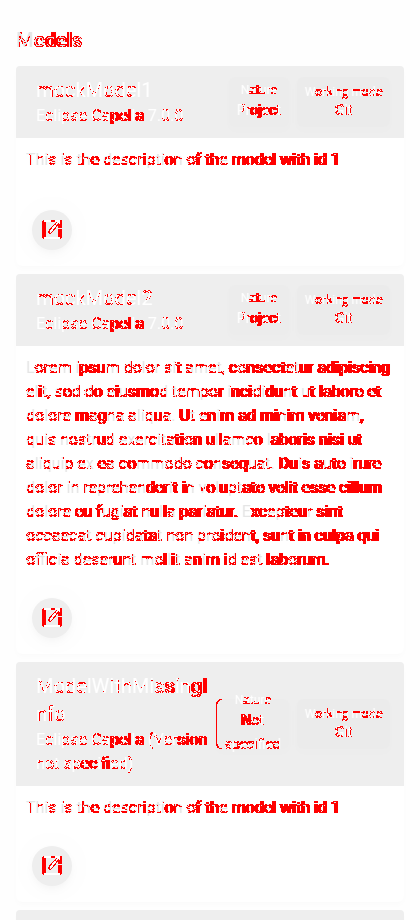 Models
mockModel1
Eclipse Capella 7.0.0
Nature
Project
Working mode
Git
This is the description of the model with id 1
mockModel2
Eclipse Capella 7.0.0
Nature
Project
Working mode
Git
Lorem ipsum dolor sit amet, consectetur adipiscing
elit, sed do eiusmod tempor incididunt ut labore et
dolore magna aliqua. Ut enim ad minim veniam,
quis nostrud exercitation ullamco laboris nisi ut
aliquip ex ea commodo consequat. Duis aute irure
dolor in reprehenderit in voluptate velit esse cillum
dolore eu fugiat nulla pariatur. Excepteur sint
occaecat cupidatat non proident, sunt in culpa qui
officia deserunt mollit anim id est laborum.
ModelWithMissingI
nfo
Eclipse Capella (Version
not specified)
Nature
Not
specified
Working mode
Git
This is the description of the model with id 1